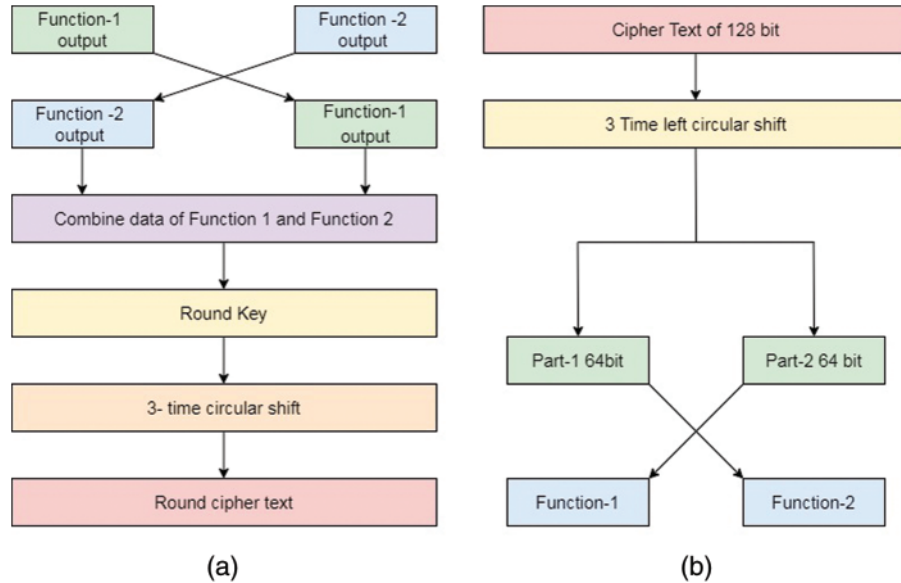 Function-1
output
Function -2
output
Function -2
output
Function-1
output
Combine data of Function 1 and Function 2
Round Key
3- time circular shift
Round cipher text
(a)
Cipher Text of 128 bit
3 Time left circular shift
Part-1 64bit
Part-2 64 bit
Function-1
Function-2
(b)